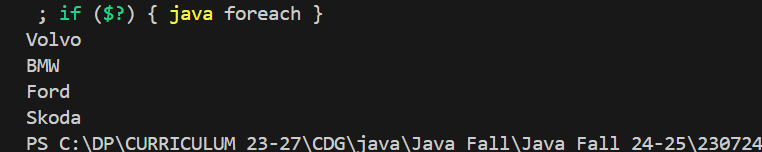 ; if ($?) { java foreach }
Volvo
BMW
Ford
Skoda
PS C:\DP\CURRICULUM 23-27\CDG\java\Java Fall\Java Fall 24-25\230724